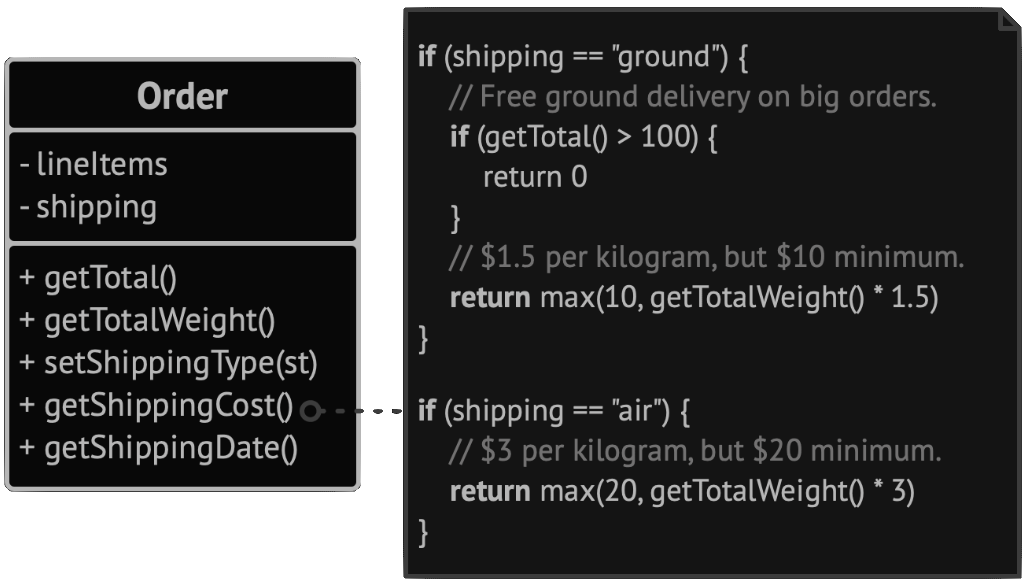 Order
- lineItems
- shipping
+ getTotal()
+ getTotalWeight()
+ setShippingType(st)
+ getShippingCost()
+ getShippingDate()
if (shipping == "ground") {
// Free ground delivery on big orders.
if (getTotal() > 100) {
return 0
}
// $1.5 per kilogram, but $10 minimum.
return max(10, getTotalWeight() * 1.5)
}
if (shipping == "air") {
// $3 per kilogram, but $20 minimum.
return max(20, getTotalWeight() * 3)
}